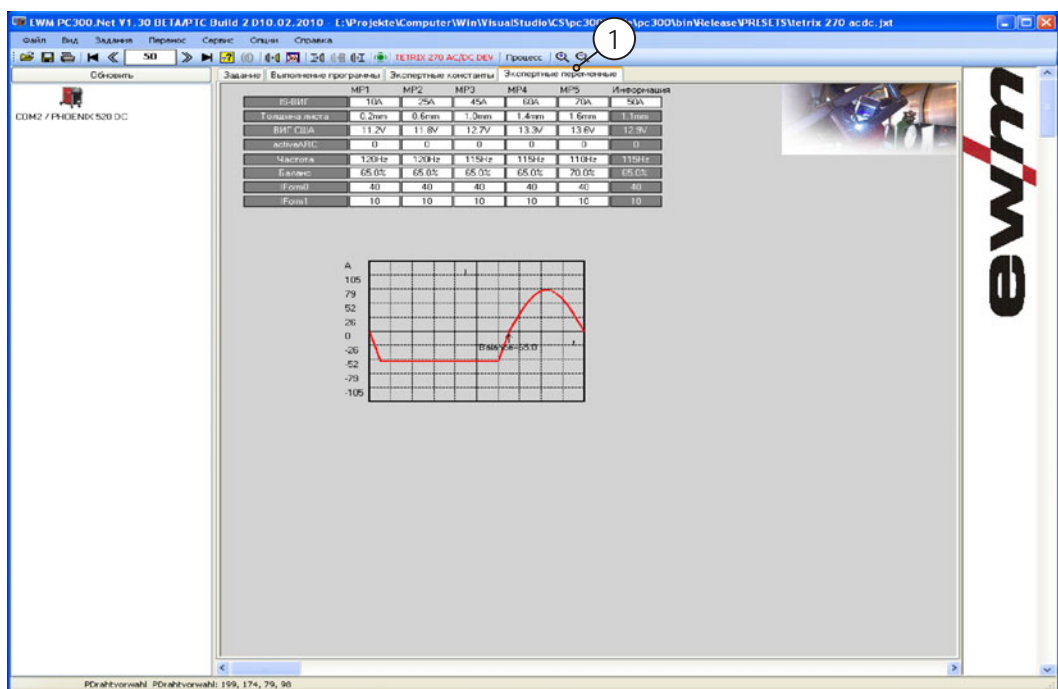 EWM PC300.Net V1.30 BETA/PTC Build 2 D10.02.2010 - E:\Projekte\Computer\Win\VisualStudio\CS\pc300\bin\Release\PRESETS\tetrix 270 acdc.jxt
1
Файл Вид Задания Перенос Сервис Опции Справка
50 TETRIX 270 AC/DC DEV Процесс
Обновить
Задание Выполнение программы Экспертные константы Экспертные переменные
COM2 / PHOENIX 520 DC
MP1 MP2 MP3 MP4 MP5 Информация
IS-ВИГ 10A 25A 45A 60A 70A 50A
Толщина листа 0.2mm 0.6mm 1.0mm 1.4mm 1.6mm 1.1mm
ВИГ США 11.2V 11.8V 12.7V 13.3V 13.6V 12.9V
activeARC 0 0 0 0 0 0
Частота 120Hz 120Hz 115Hz 115Hz 110Hz 115Hz
Баланс 65.0% 65.0% 65.0% 65.0% 70.0% 65.0%
IForm0 40 40 40 40 40 40
IForm1 10 10 10 10 10 10
ewm
A
105
79
52
26
0
-26
-52
-79
-105
I
Balance=65.0
t
PDrahtvorwahl PDrahtvorwahl: 199, 174, 79, 98